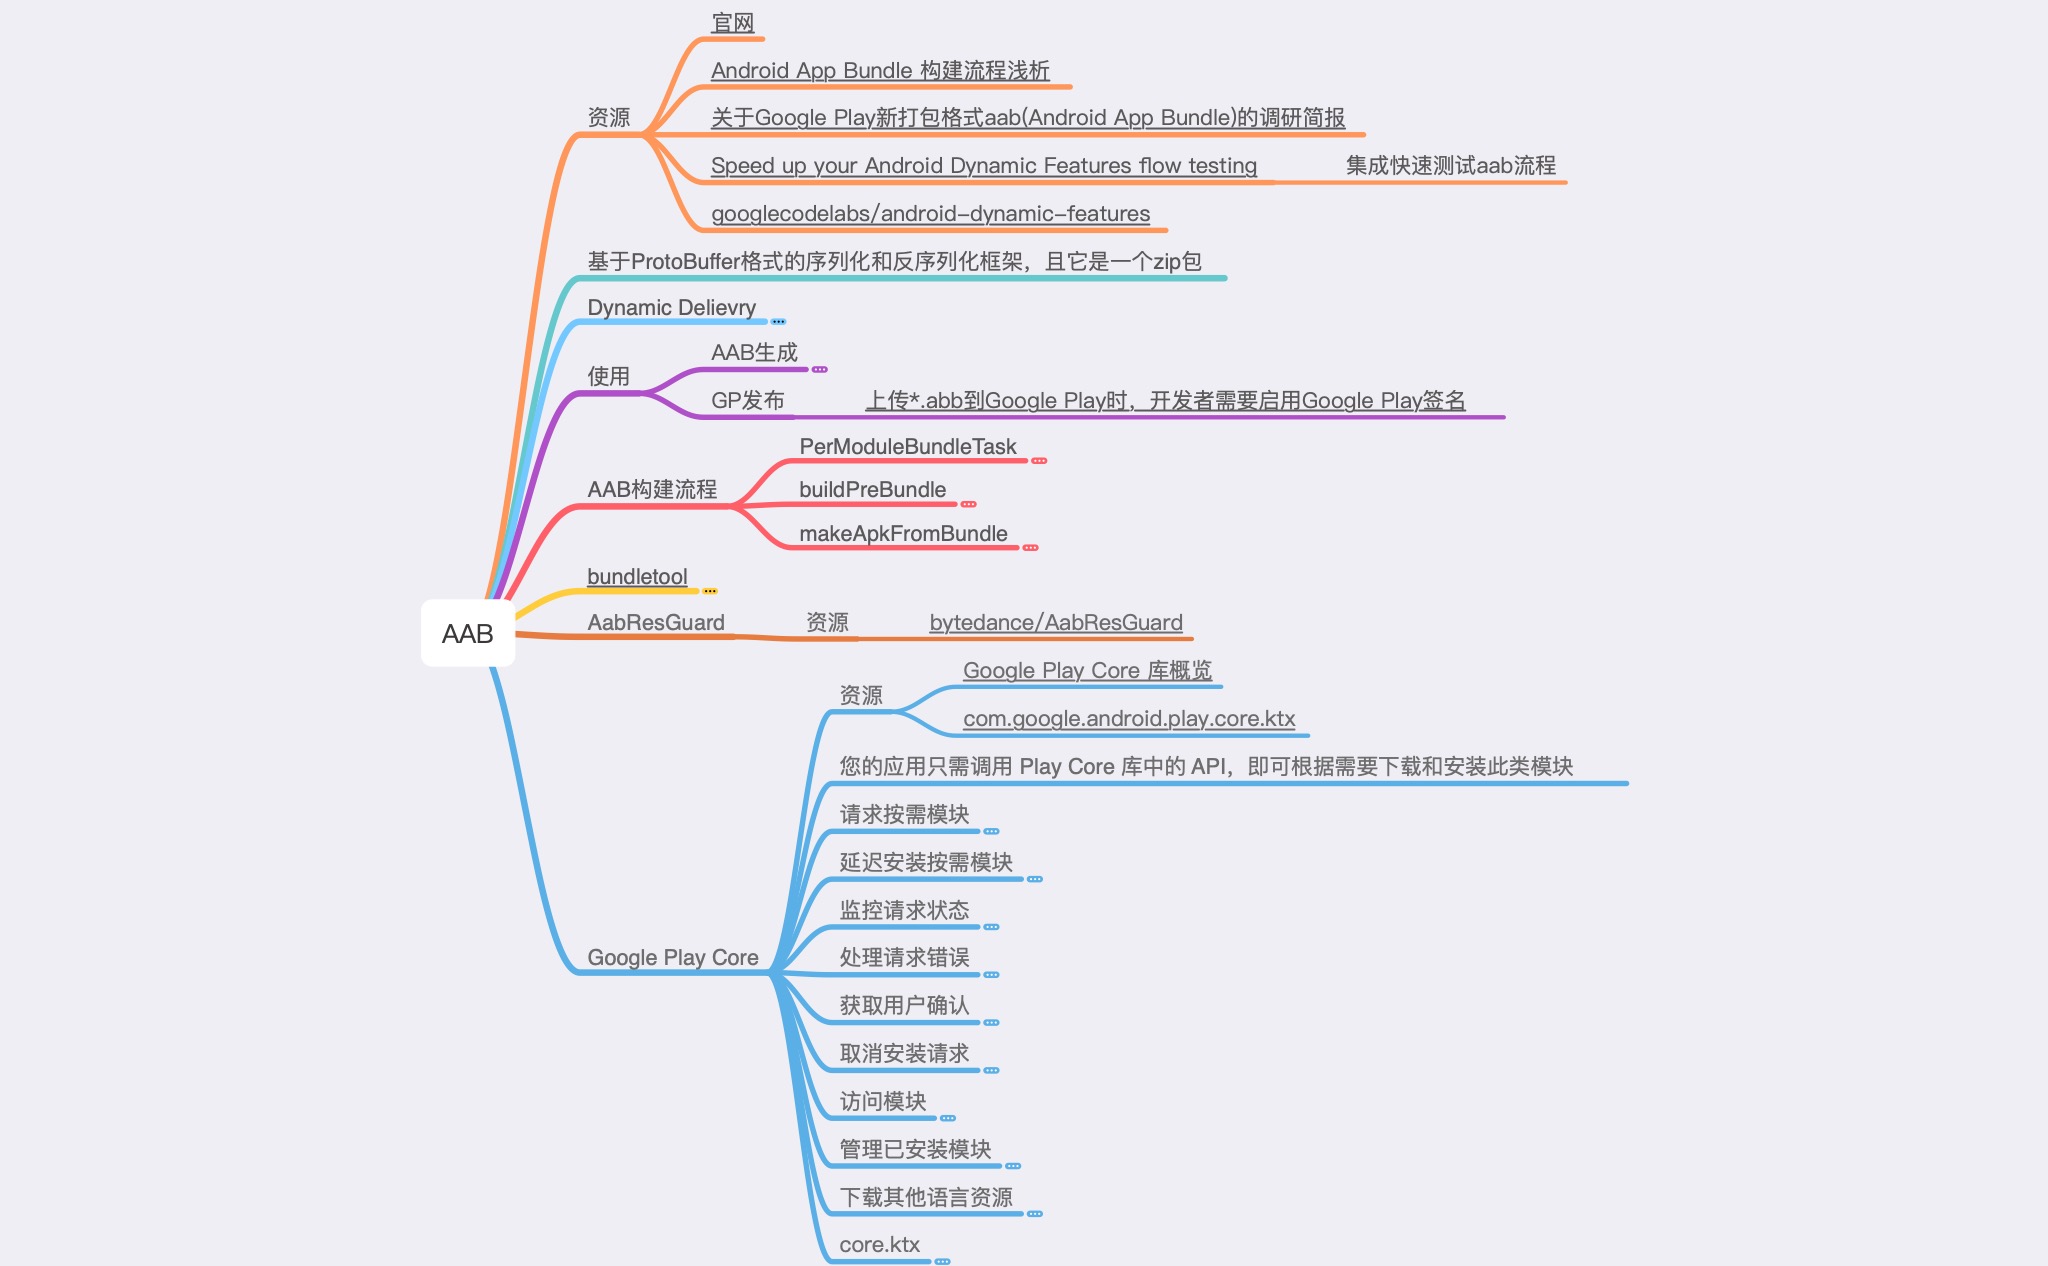 官网
Android App Bundle 构建流程浅析
资源
关于Google Play新打包格式aab(Android App Bundle)的调研简报
Speed up your Android Dynamic Features flow testing
集成快速测试aab流程
googlecodelabs/android-dynamic-features
基于ProtoBuffer格式的序列化和反序列化框架，且它是一个zip包
Dynamic Delievry
AAB生成
使用
GP发布
上传*.abb到Google Play时，开发者需要启用Google Play签名
PerModuleBundleTask
AAB构建流程
buildPreBundle
makeApkFromBundle
bundletool
AAB
AabResGuard
资源
bytedance/AabResGuard
Google Play Core 库概览
资源
com.google.android.play.core.ktx
您的应用只需调用 Play Core 库中的 API，即可根据需要下载和安装此类模块
请求按需模块
延迟安装按需模块
监控请求状态
Google Play Core
处理请求错误
获取用户确认
取消安装请求
访问模块
管理已安装模块
下载其他语言资源
core.ktx